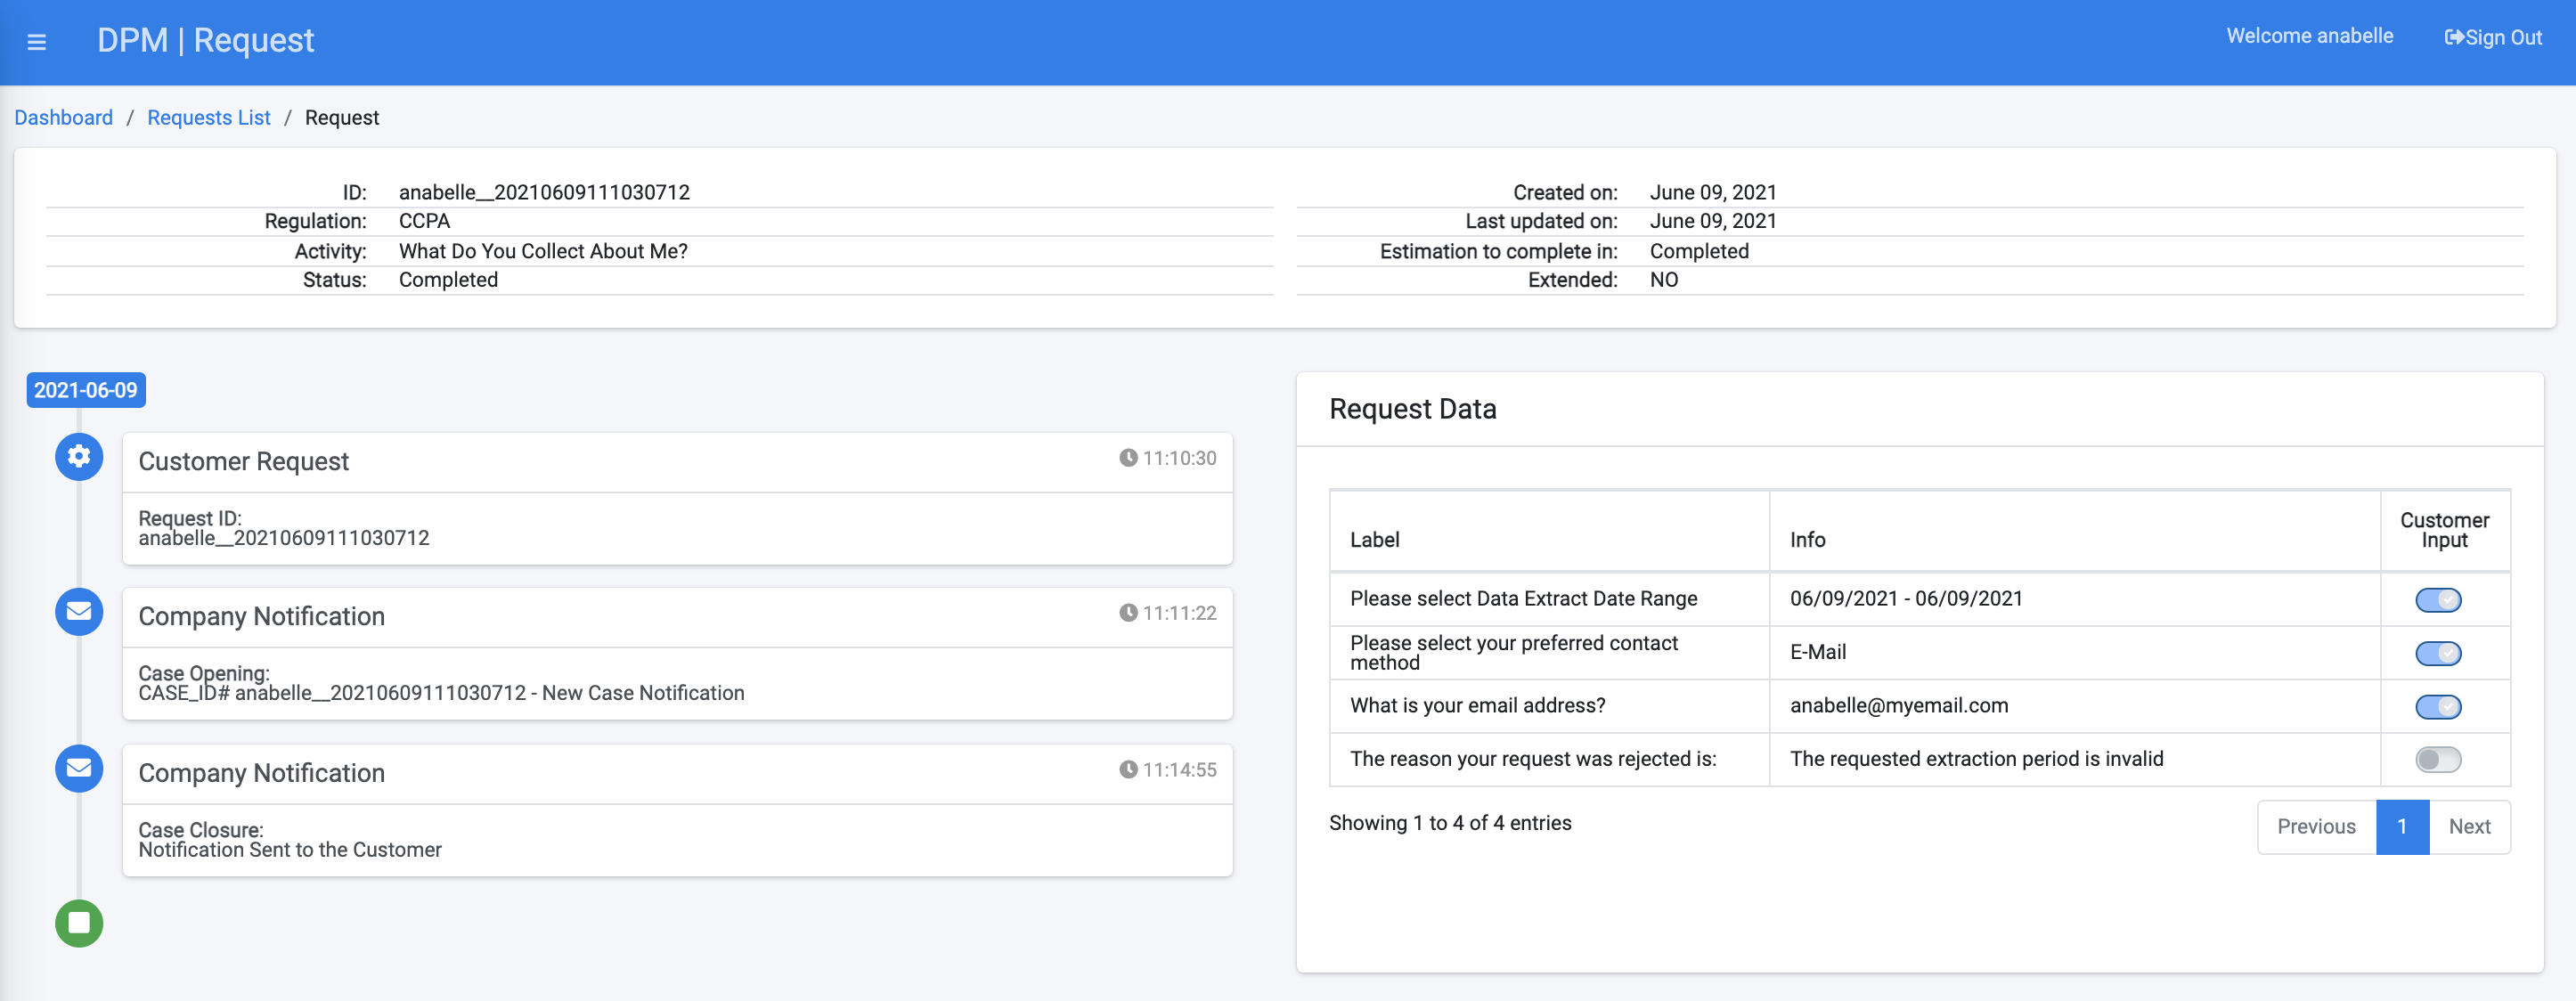 DPM | Request
Welcome anabelle
Sign Out
Dashboard / Requests List / Request
ID: anabelle__20210609111030712
Regulation: CCPA
Activity: What Do You Collect About Me?
Status: Completed
Created on: June 09, 2021
Last updated on: June 09, 2021
Estimation to complete in: Completed
Extended: NO
2021-06-09
Customer Request 11:10:30
Request ID:
anabelle__20210609111030712
Company Notification 11:11:22
Case Opening:
CASE_ID# anabelle__20210609111030712 - New Case Notification
Company Notification 11:14:55
Case Closure:
Notification Sent to the Customer
Request Data
Label Info Customer
Input
Please select Data Extract Date Range 06/09/2021 - 06/09/2021
Please select your preferred contact
method E-Mail
What is your email address? anabelle@myemail.com
The reason your request was rejected is: The requested extraction period is invalid
Showing 1 to 4 of 4 entries
Previous 1 Next